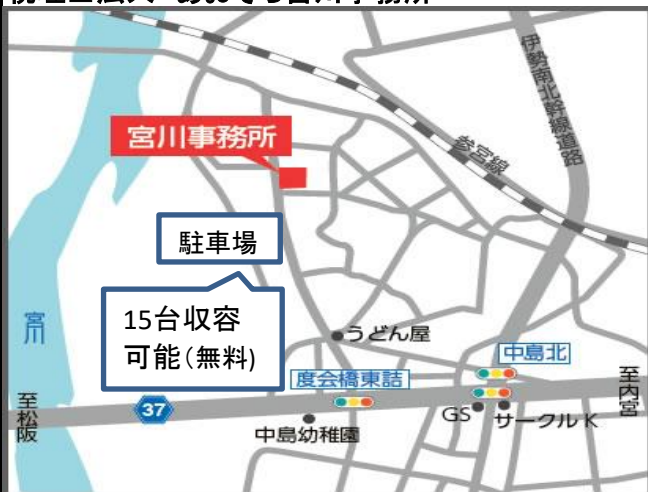 伊勢南北幹線道路
参宮線
宮川事務所
駐車場
15台収容
可能（無料）
宮川
うどん屋
中島北
度会橋東詰
至内宮
至松阪
37
GS
サークルK
中島幼稚園